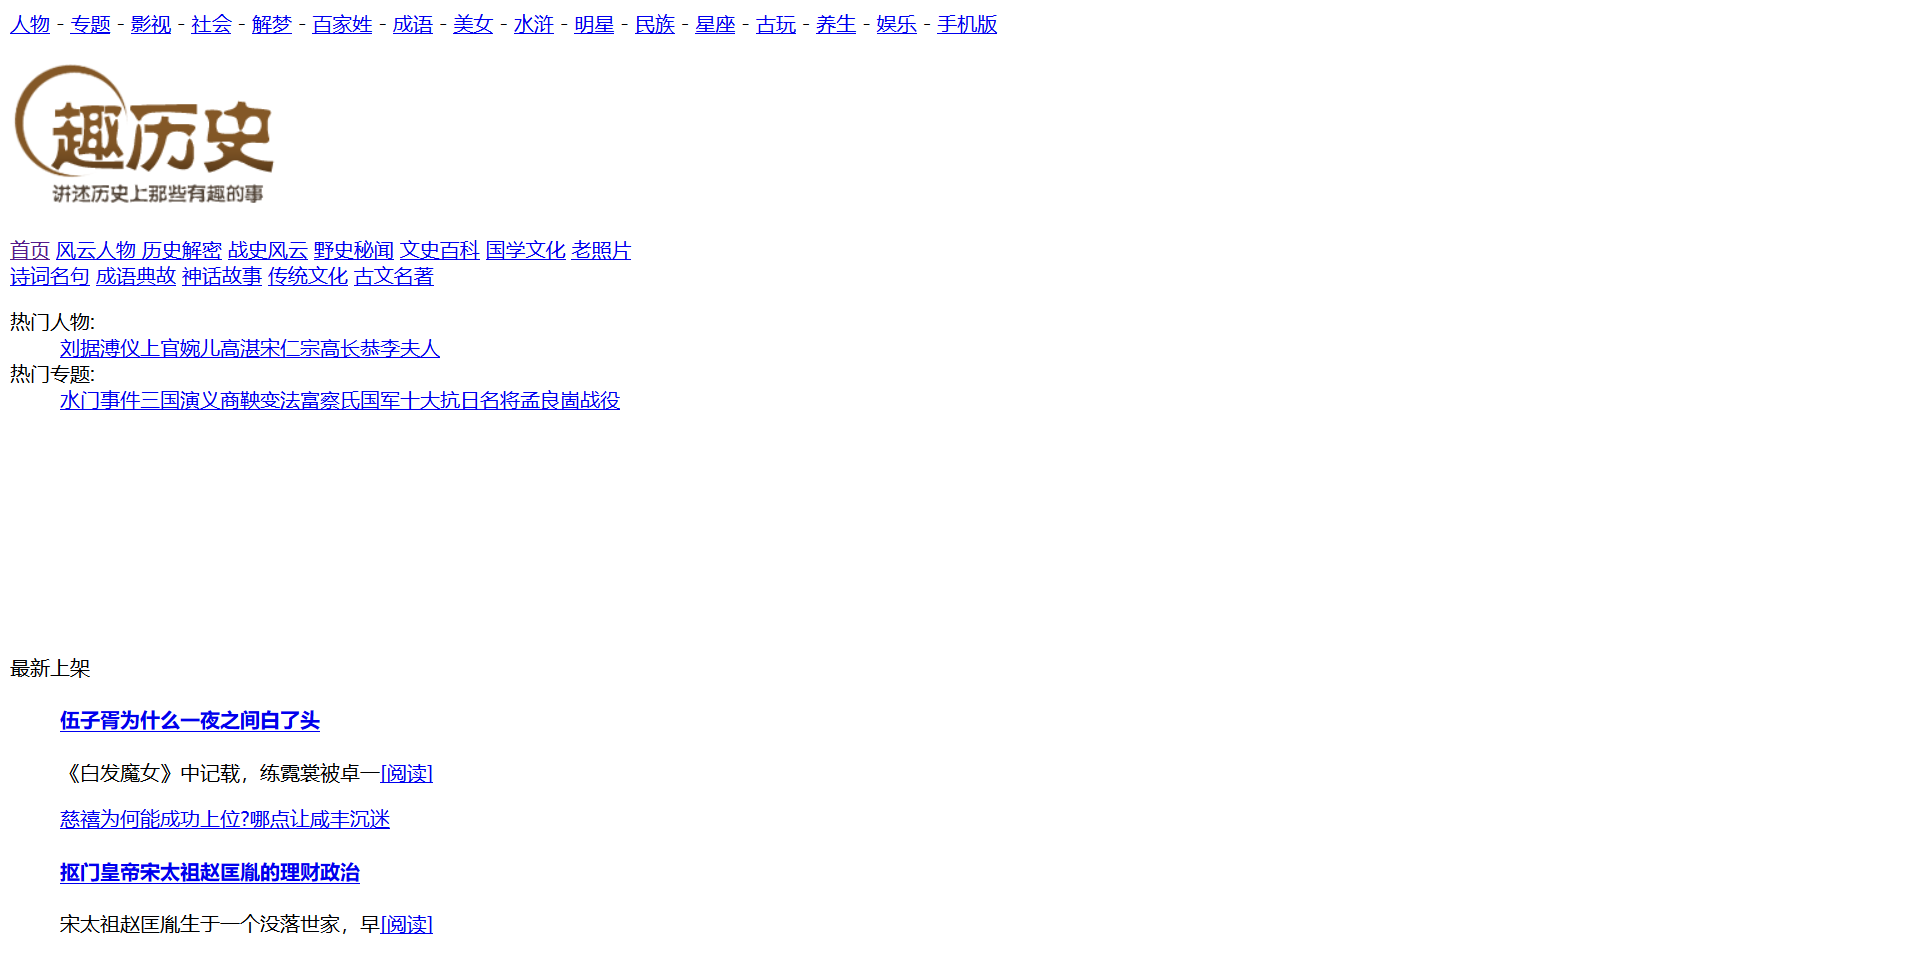 人物 - 专题 - 影视 - 社会 - 解梦 - 百家姓 - 成语 - 美女 - 水浒 - 明星 - 民族 - 星座 - 古玩 - 养生 - 娱乐 - 手机版
趣历史
讲述历史上那些有趣的事
首页 风云人物 历史解密 战史风云 野史秘闻 文史百科 国学文化 老照片
诗词名句 成语典故 神话故事 传统文化 古文名著
热门人物:
刘据溥仪上官婉儿高湛宋仁宗高长恭李夫人
热门专题:
水门事件三国演义商鞅变法富察氏国军十大抗日名将孟良崮战役
最新上架
伍子胥为什么一夜之间白了头
《白发魔女》中记载，练霓裳被卓一[阅读]
慈禧为何能成功上位?哪点让咸丰沉迷
抠门皇帝宋太祖赵匡胤的理财政治
宋太祖赵匡胤生于一个没落世家，早[阅读]